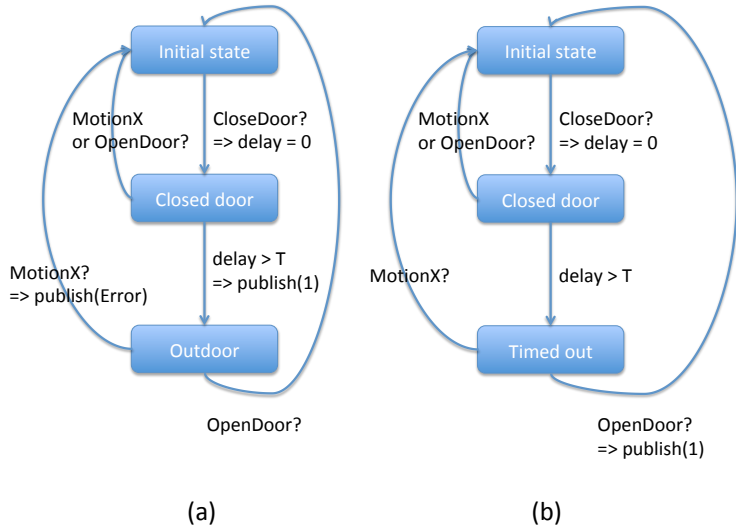 Initial state
MotionX
or OpenDoor?
CloseDoor?
=> delay = 0
Closed door
MotionX?
=> publish(Error)
delay > T
=> publish(1)
Outdoor
OpenDoor?
(a)
Initial state
MotionX
or OpenDoor?
CloseDoor?
=> delay = 0
Closed door
MotionX?
delay > T
Timed out
OpenDoor?
=> publish(1)
(b)